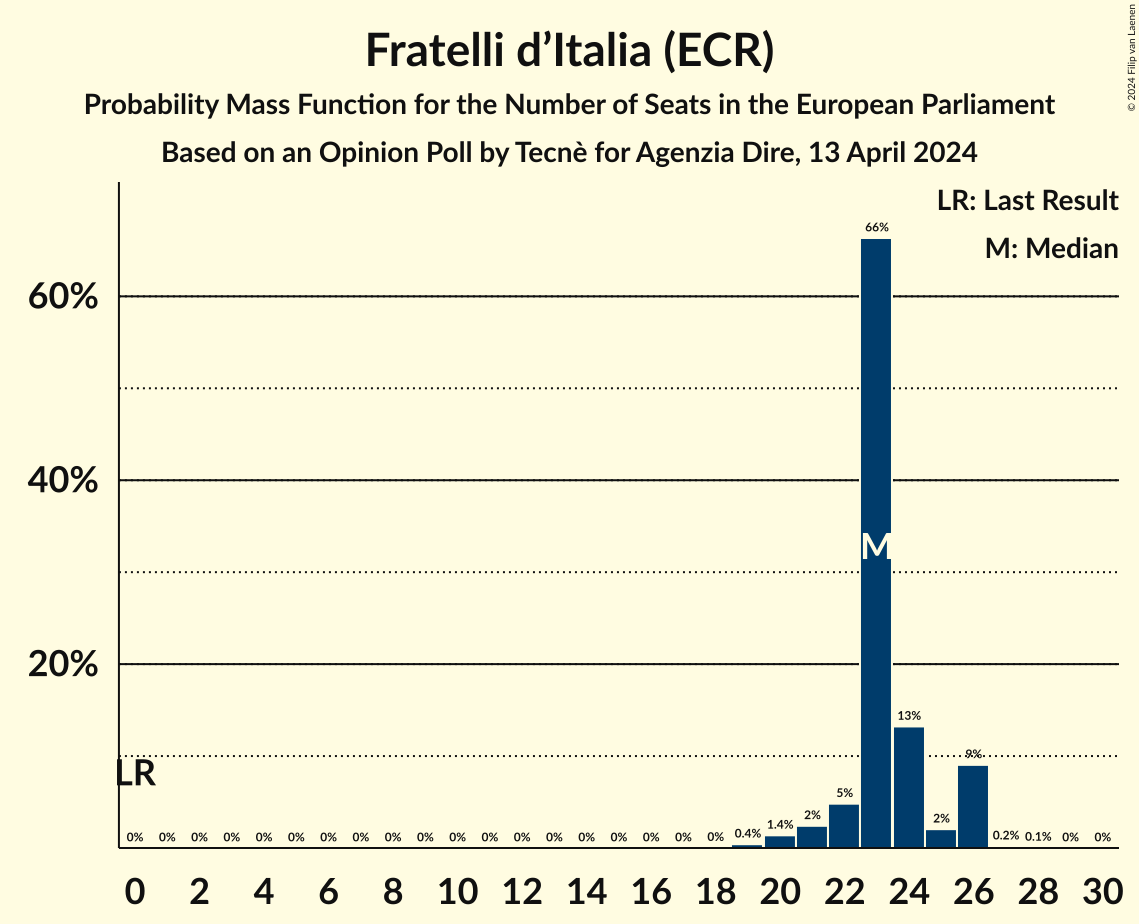 Fratelli d’Italia (ECR)
Probability Mass Function for the Number of Seats in the European Parliament
Based on an Opinion Poll by Tecnè for Agenzia Dire, 13 April 2024
© 2024 Filip van Laenen
LR: Last Result
M: Median
66%
60%
40%
M
20%
13%
9%
LR
5%
0% 0% 0% 0% 0% 0% 0% 0% 0% 0% 0% 0% 0% 0% 0% 0% 0% 0% 0% 0.4% 1.4% 2% 2% 0.2% 0.1% 0% 0%
0 2 4 6 8 10 12 14 16 18 20 22 24 26 28 30